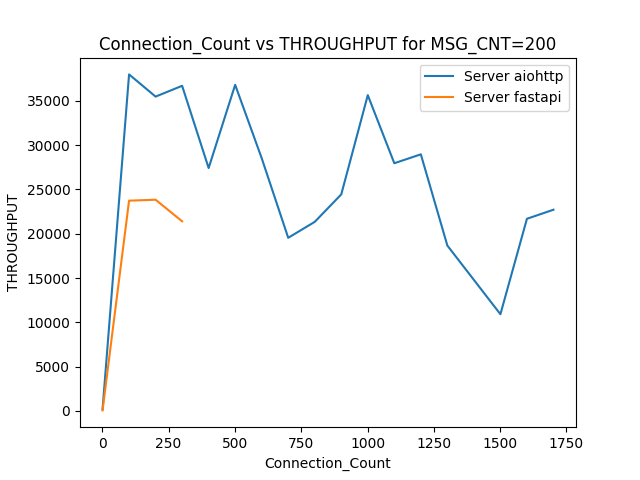 Connection_Count vs THROUGHPUT for MSG_CNT=200
Server aiohttp
Server fastapi
THROUGHPUT
35000
30000
25000
20000
15000
10000
5000
0
0 250 500 750 1000 1250 1500 1750
Connection_Count